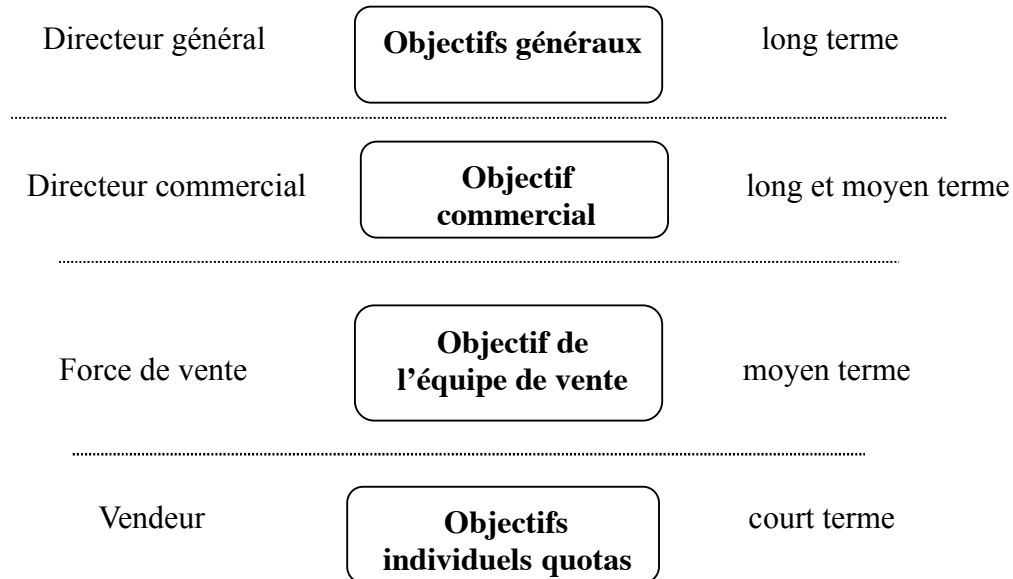 Directeur général
Objectifs généraux
long terme
Directeur commercial
Objectif
commercial
long et moyen terme
Force de vente
Objectif de
l’équipe de vente
moyen terme
Vendeur
Objectifs
individuels quotas
court terme